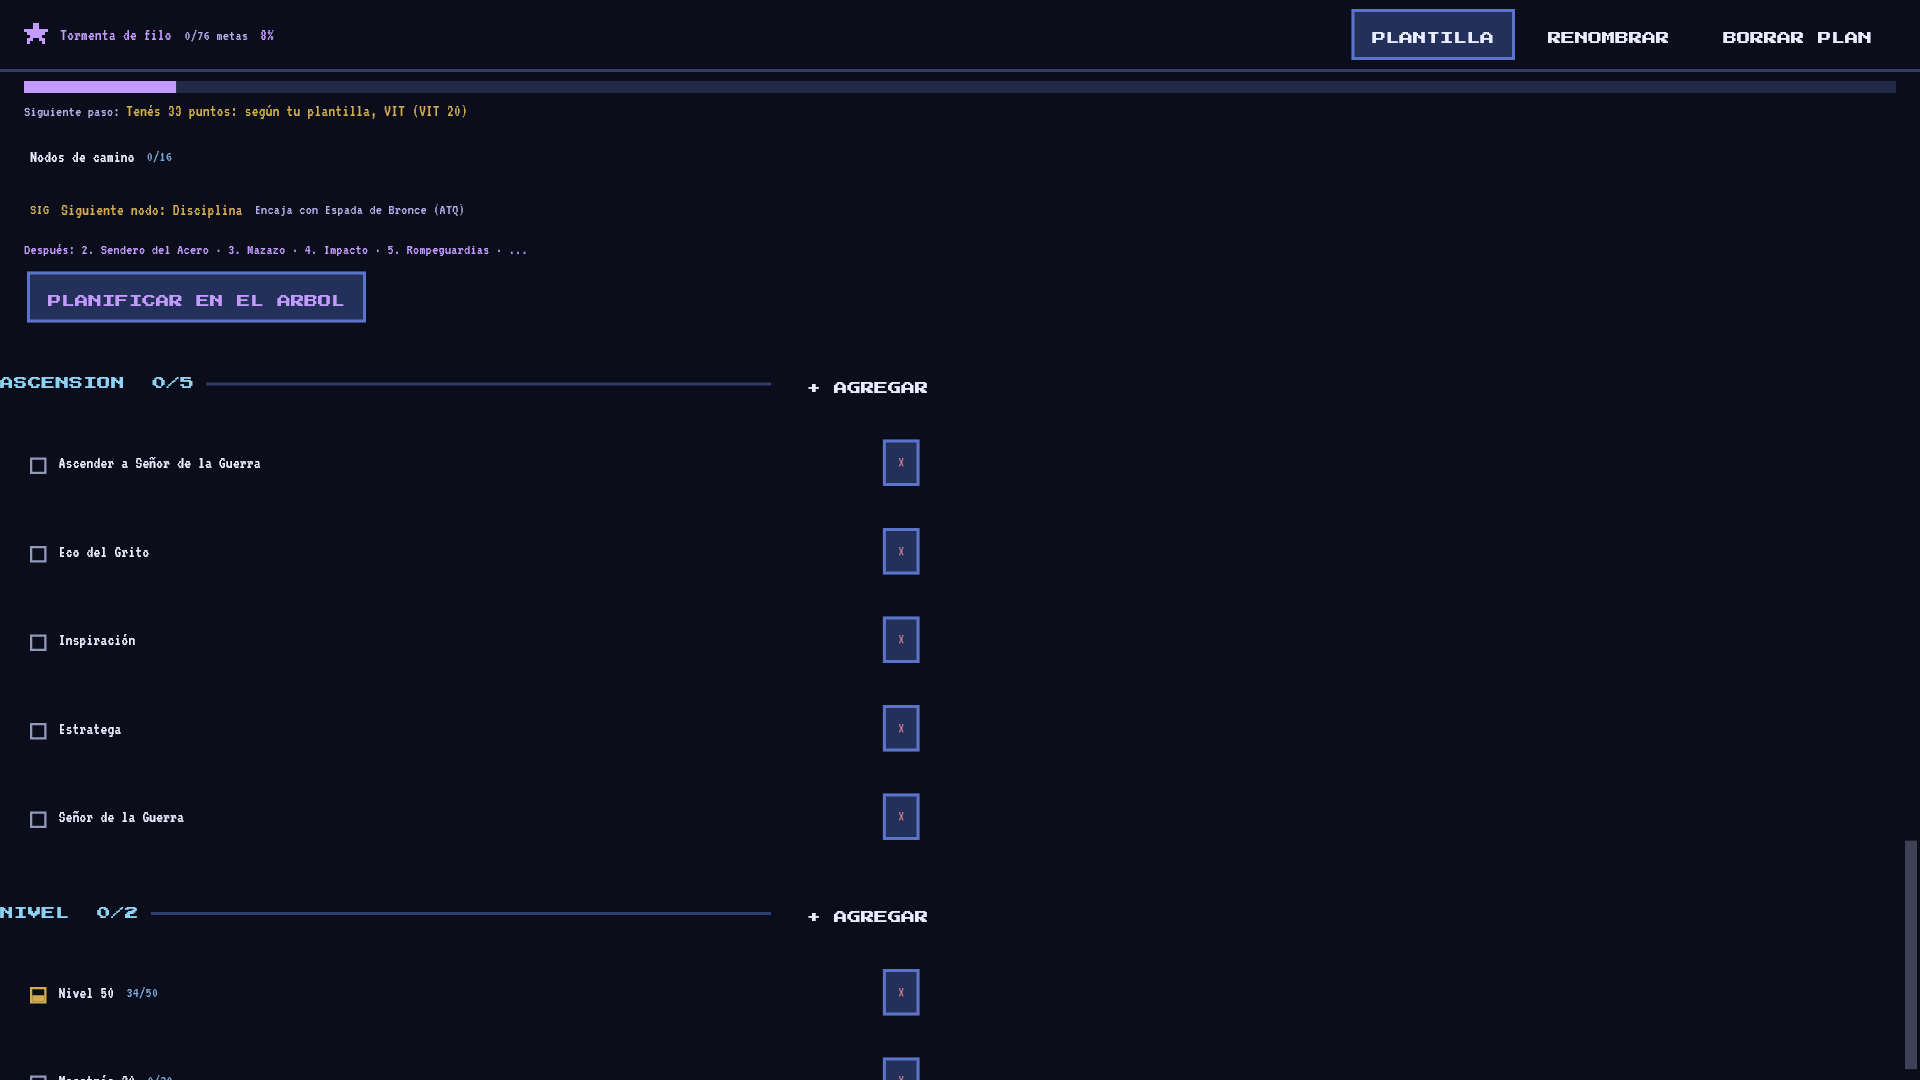 Tormenta de filo 0/76 metas 8% PLANTILLA RENOMBRAR BORRAR PLAN
Siguiente paso: Tenés 33 puntos: según tu plantilla, VIT (VIT 20)
Nodos de camino 0/16
SIG Siguiente nodo: Disciplina Encaja con Espada de Bronce (ATQ)
Después: 2. Sendero del Acero · 3. Mazazo · 4. Impacto · 5. Rompeguardias · ...
PLANIFICAR EN EL ARBOL
ASCENSION 0/5 + AGREGAR
Ascender a Señor de la Guerra X
Eco del Grito X
Inspiración X
Estratega X
Señor de la Guerra X
NIVEL 0/2 + AGREGAR
Nivel 50 34/50 X